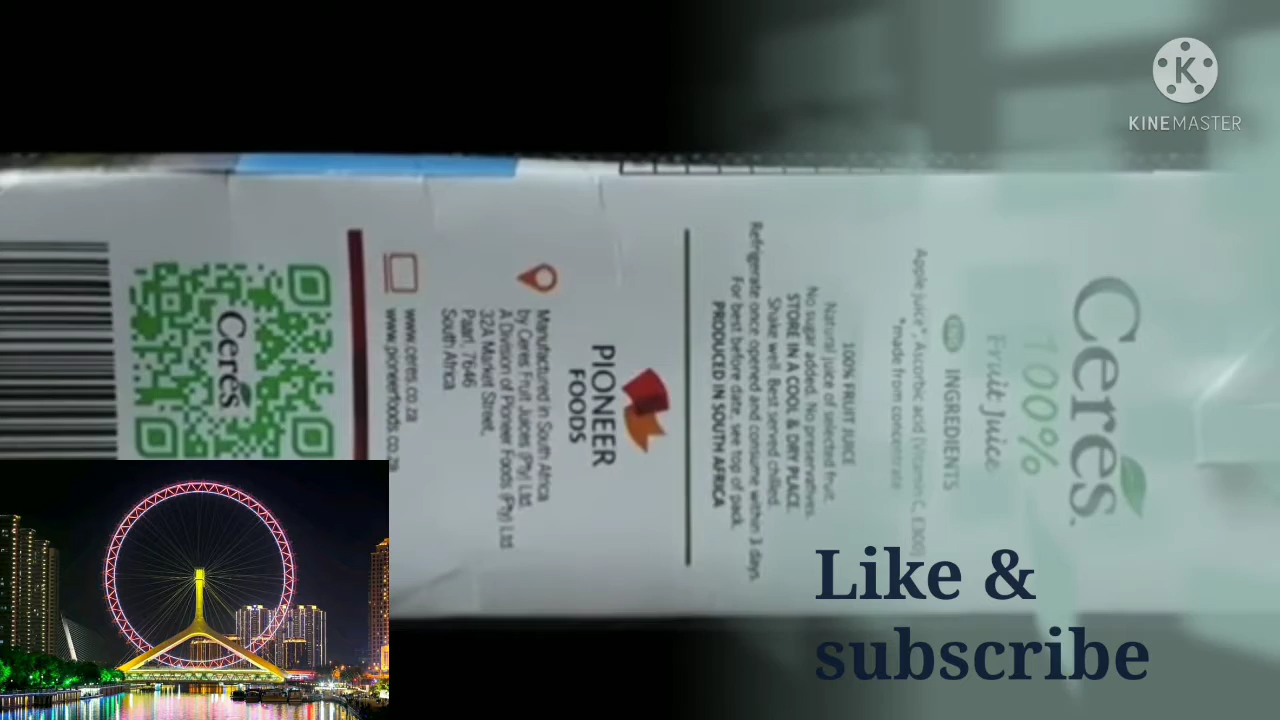 KINEMASTER
Ceres
100%
Fruit Juice
ENG INGREDIENTS
Apple juice*, Ascorbic acid (Vitamin C, E300)
*made from concentrate
100% FRUIT JUICE
Natural juice of selected fruit.
No sugar added. No preservatives.
STORE IN A COOL & DRY PLACE.
Shake well. Best served chilled.
Refrigerate once opened and consume within 3 days.
For best before date, see top of pack.
PRODUCED IN SOUTH AFRICA
PIONEER
FOODS
Manufactured in South Africa
by Ceres Fruit Juices (Pty) Ltd.
A Division of Pioneer Foods (Pty) Ltd
32A Market Street,
Paarl, 7646
South Africa
www.ceres.co.za
www.pioneerfoods.co.za
Ceres
Like &
subscribe